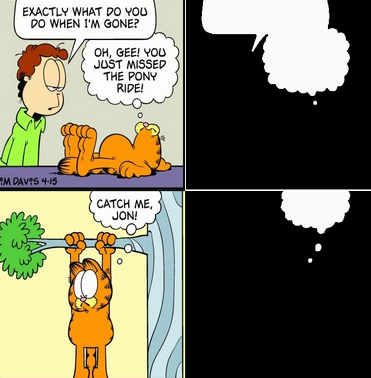 EXACTLY WHAT DO YOU
DO WHEN I'M GONE?
OH, GEE! YOU
JUST MISSED
THE PONY
RIDE!
JIM DAVIS 4-15
CATCH ME,
JON!